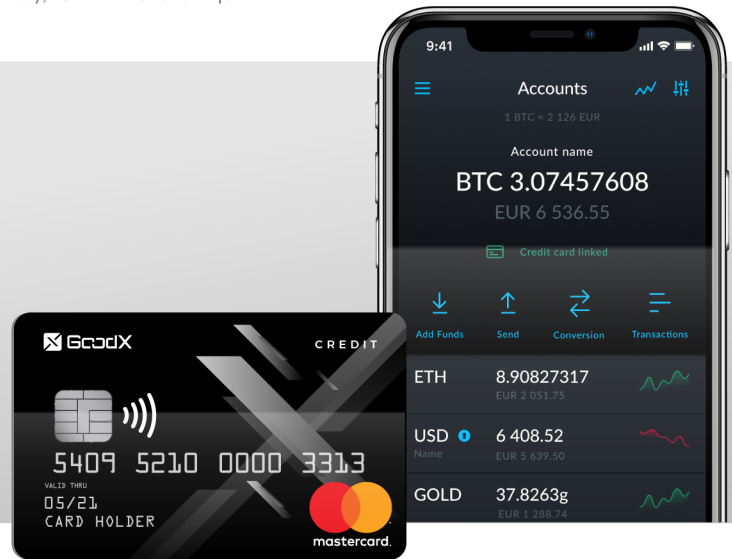 9:41
Accounts
1 BTC = 2 126 EUR
Account name
BTC 3.07457608
EUR 6 536.55
Credit card linked
Add Funds Send Conversion Transactions
ETH 8.90827317
EUR 2 051.75
USD 6 408.52
Name EUR 5 639.50
GOLD 37.8263g
EUR 1 288.74
GoodX
CREDIT
5409 5210 0000 3313
VALID THRU
05/21
CARD HOLDER
mastercard.